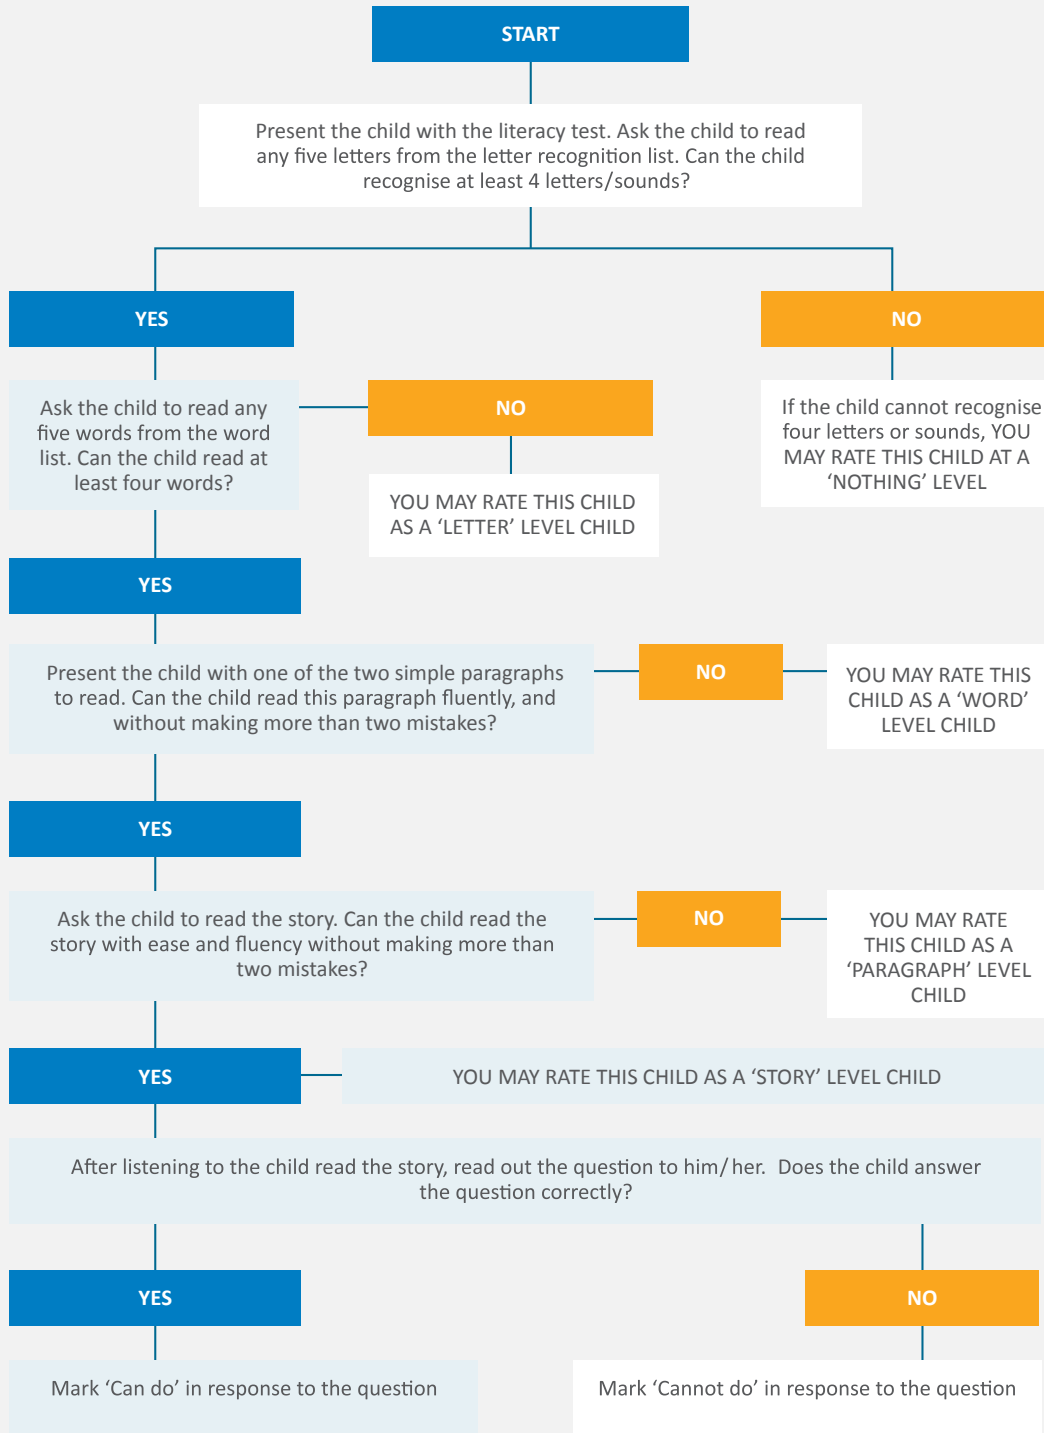 START
Present the child with the literacy test. Ask the child to read
any five letters from the letter recognition list. Can the child
recognise at least 4 letters/sounds?
YES
NO
Ask the child to read any
five words from the word
list. Can the child read at
least four words?
NO
YOU MAY RATE THIS CHILD
AS A ‘LETTER’ LEVEL CHILD
If the child cannot recognise
four letters or sounds, YOU
MAY RATE THIS CHILD AT A
‘NOTHING’ LEVEL
YES
Present the child with one of the two simple paragraphs
to read. Can the child read this paragraph fluently, and
without making more than two mistakes?
NO
YOU MAY RATE THIS
CHILD AS A ‘WORD’
LEVEL CHILD
YES
Ask the child to read the story. Can the child read the
story with ease and fluency without making more than
two mistakes?
NO
YOU MAY RATE
THIS CHILD AS A
‘PARAGRAPH’ LEVEL
CHILD
YES
YOU MAY RATE THIS CHILD AS A ‘STORY’ LEVEL CHILD
After listening to the child read the story, read out the question to him/her.  Does the child answer
the question correctly?
YES
NO
Mark ‘Can do’ in response to the question
Mark ‘Cannot do’ in response to the question